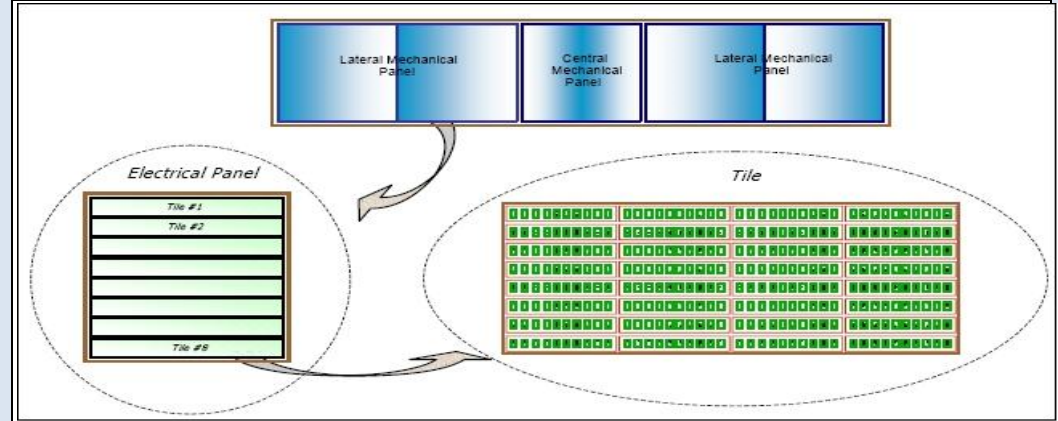 Lateral Mechanical
Panel
Central
Mechanical
Panel
Lateral Mechanical
Panel
Electrical Panel
Tile #1
Tile #2
Tile #8
Tile